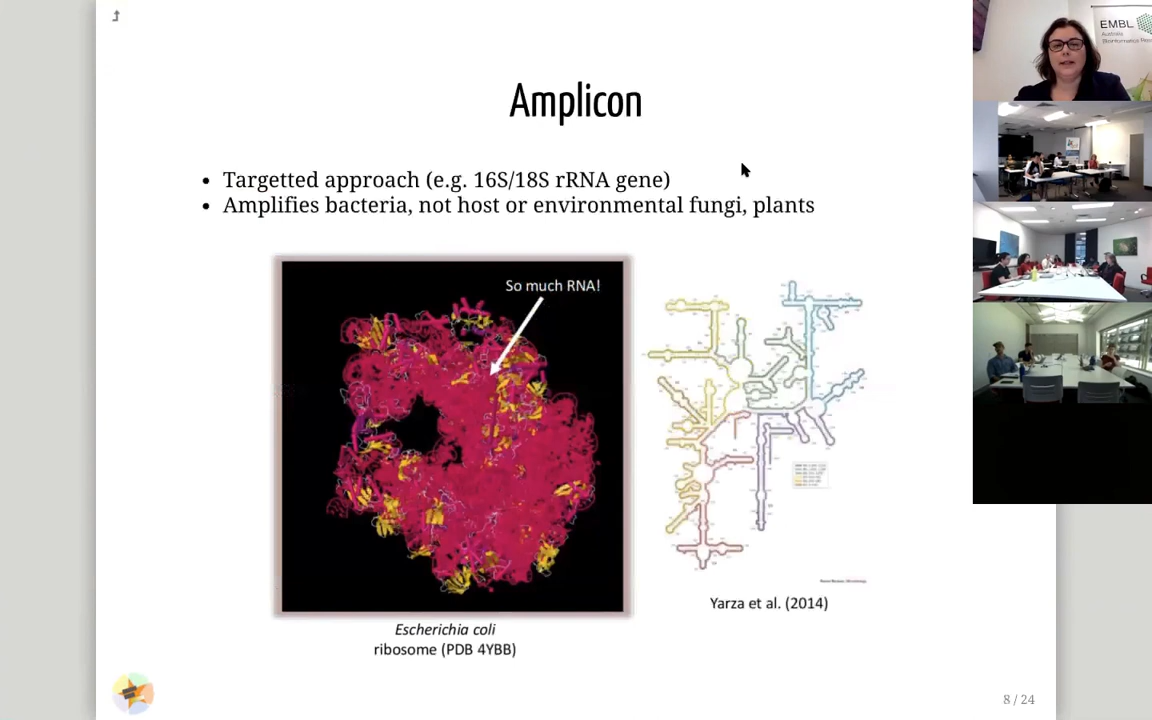 Amplicon
Targetted approach (e.g. 16S/18S rRNA gene)
Amplifies bacteria, not host or environmental fungi, plants
So much RNA!
Yarza et al. (2014)
Escherichia coli
ribosome (PDB 4YBB)
8 / 24
EMBL
Australia